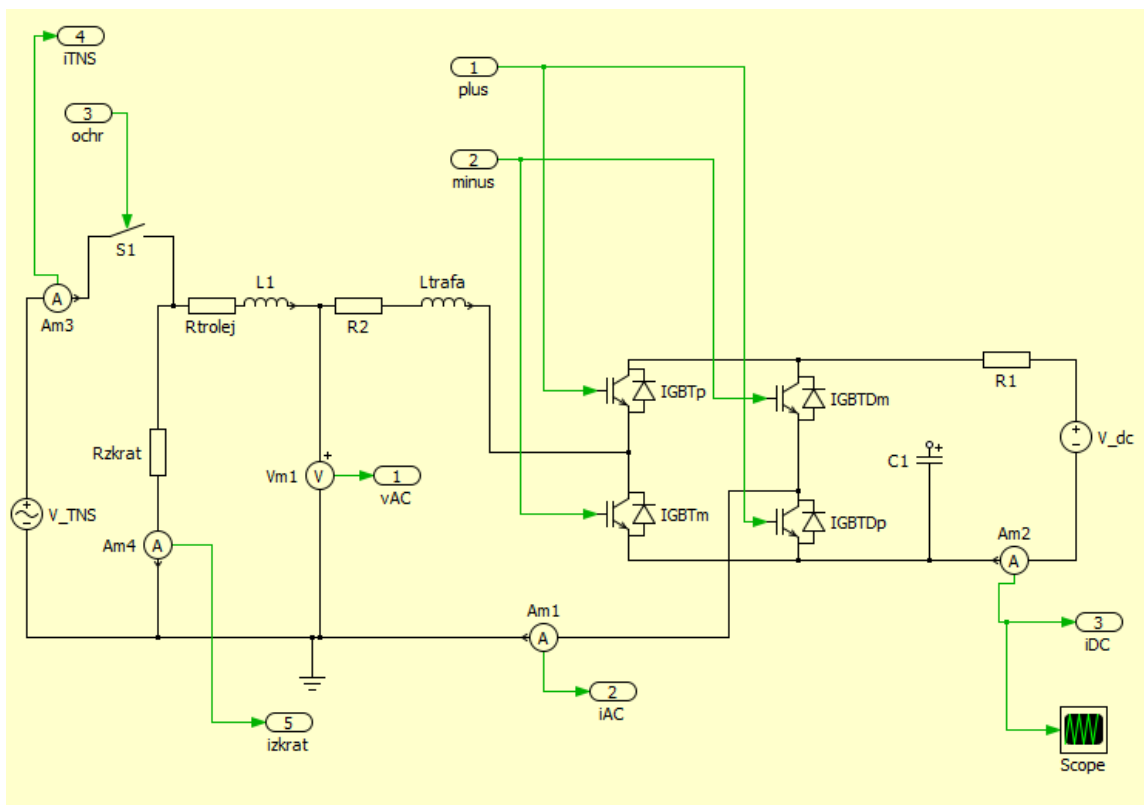 4
iTNS
3
ochr
1
plus
2
minus
S1
A
Am3
Rtrolej
L1
R2
Ltrafa
Rzkrat
Vm1
V
1
vAC
V_TNS
Am4
A
IGBTp
IGBTDm
IGBTm
IGBTDp
R1
V_dc
C1
Am2
A
3
iDC
Am1
A
2
iAC
5
izkrat
Scope